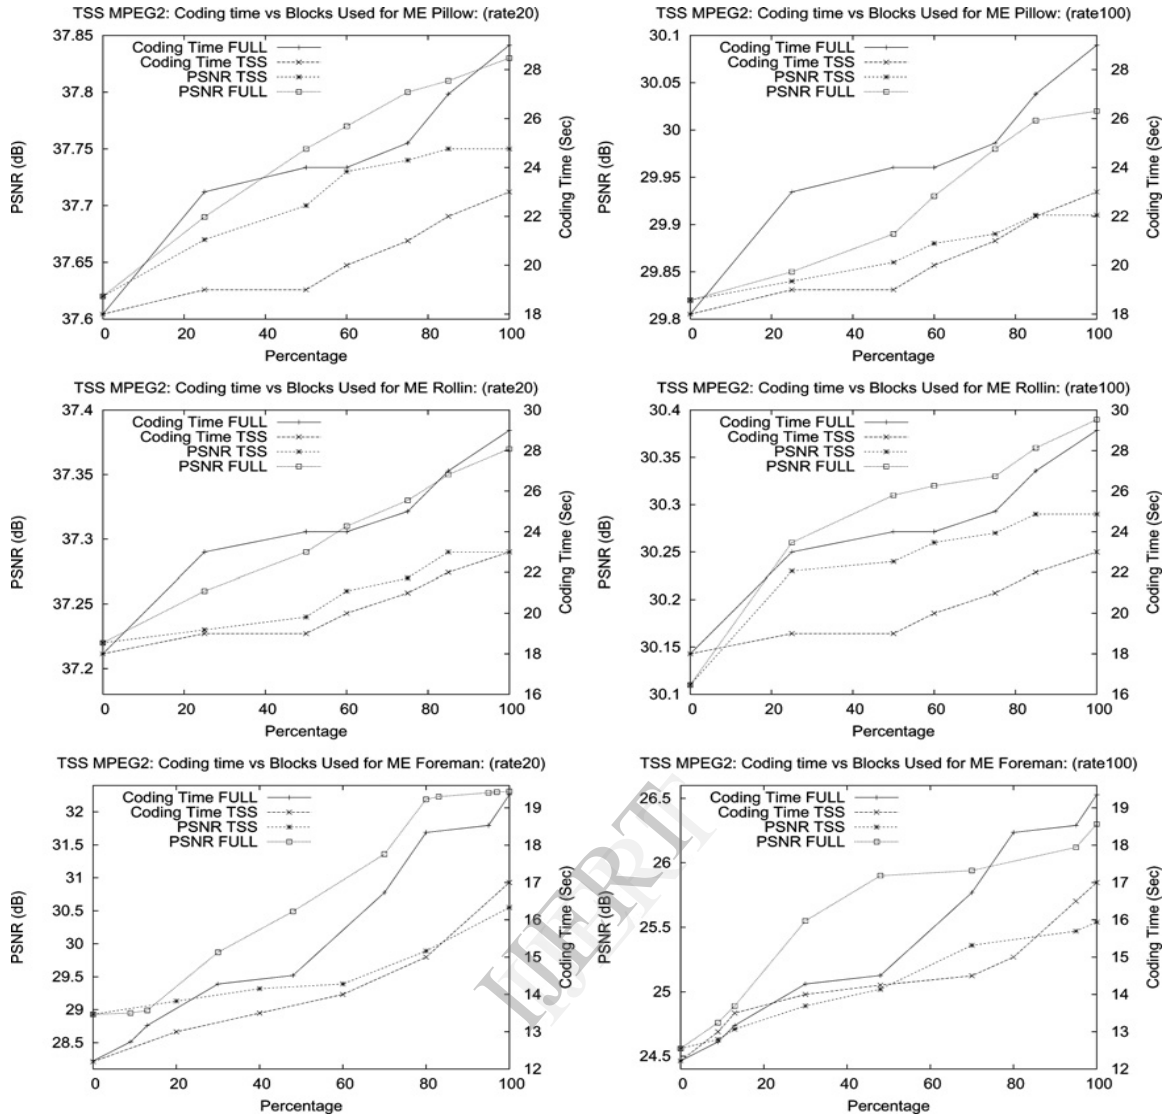 TSS MPEG2: Coding time vs Blocks Used for ME Pillow: (rate20)
Coding Time FULL
Coding Time TSS
PSNR TSS
PSNR FULL
37.85
37.8
37.75
37.7
37.65
37.6
PSNR (dB)
28
26
24
22
20
18
Coding Time (Sec)
0 20 40 60 80 100
Percentage
TSS MPEG2: Coding time vs Blocks Used for ME Pillow: (rate100)
Coding Time FULL
Coding Time TSS
PSNR TSS
PSNR FULL
30.1
30.05
30
29.95
29.9
29.85
29.8
PSNR (dB)
28
26
24
22
20
18
Coding Time (Sec)
0 20 40 60 80 100
Percentage
TSS MPEG2: Coding time vs Blocks Used for ME Rollin: (rate20)
Coding Time FULL
Coding Time TSS
PSNR TSS
PSNR FULL
37.4
37.35
37.3
37.25
37.2
PSNR (dB)
30
28
26
24
22
20
18
16
Coding Time (Sec)
0 20 40 60 80 100
Percentage
TSS MPEG2: Coding time vs Blocks Used for ME Rollin: (rate100)
Coding Time FULL
Coding Time TSS
PSNR TSS
PSNR FULL
30.4
30.35
30.3
30.25
30.2
30.15
30.1
PSNR (dB)
30
28
26
24
22
20
18
16
Coding Time (Sec)
0 20 40 60 80 100
Percentage
TSS MPEG2: Coding time vs Blocks Used for ME Foreman: (rate20)
Coding Time FULL
Coding Time TSS
PSNR TSS
PSNR FULL
32
31.5
31
30.5
30
29.5
29
28.5
PSNR (dB)
19
18
17
16
15
14
13
12
Coding Time (Sec)
0 20 40 60 80 100
Percentage
TSS MPEG2: Coding time vs Blocks Used for ME Foreman: (rate100)
Coding Time FULL
Coding Time TSS
PSNR TSS
PSNR FULL
26.5
26
25.5
25
24.5
PSNR (dB)
19
18
17
16
15
14
13
12
Coding Time (Sec)
0 20 40 60 80 100
Percentage
IJERT